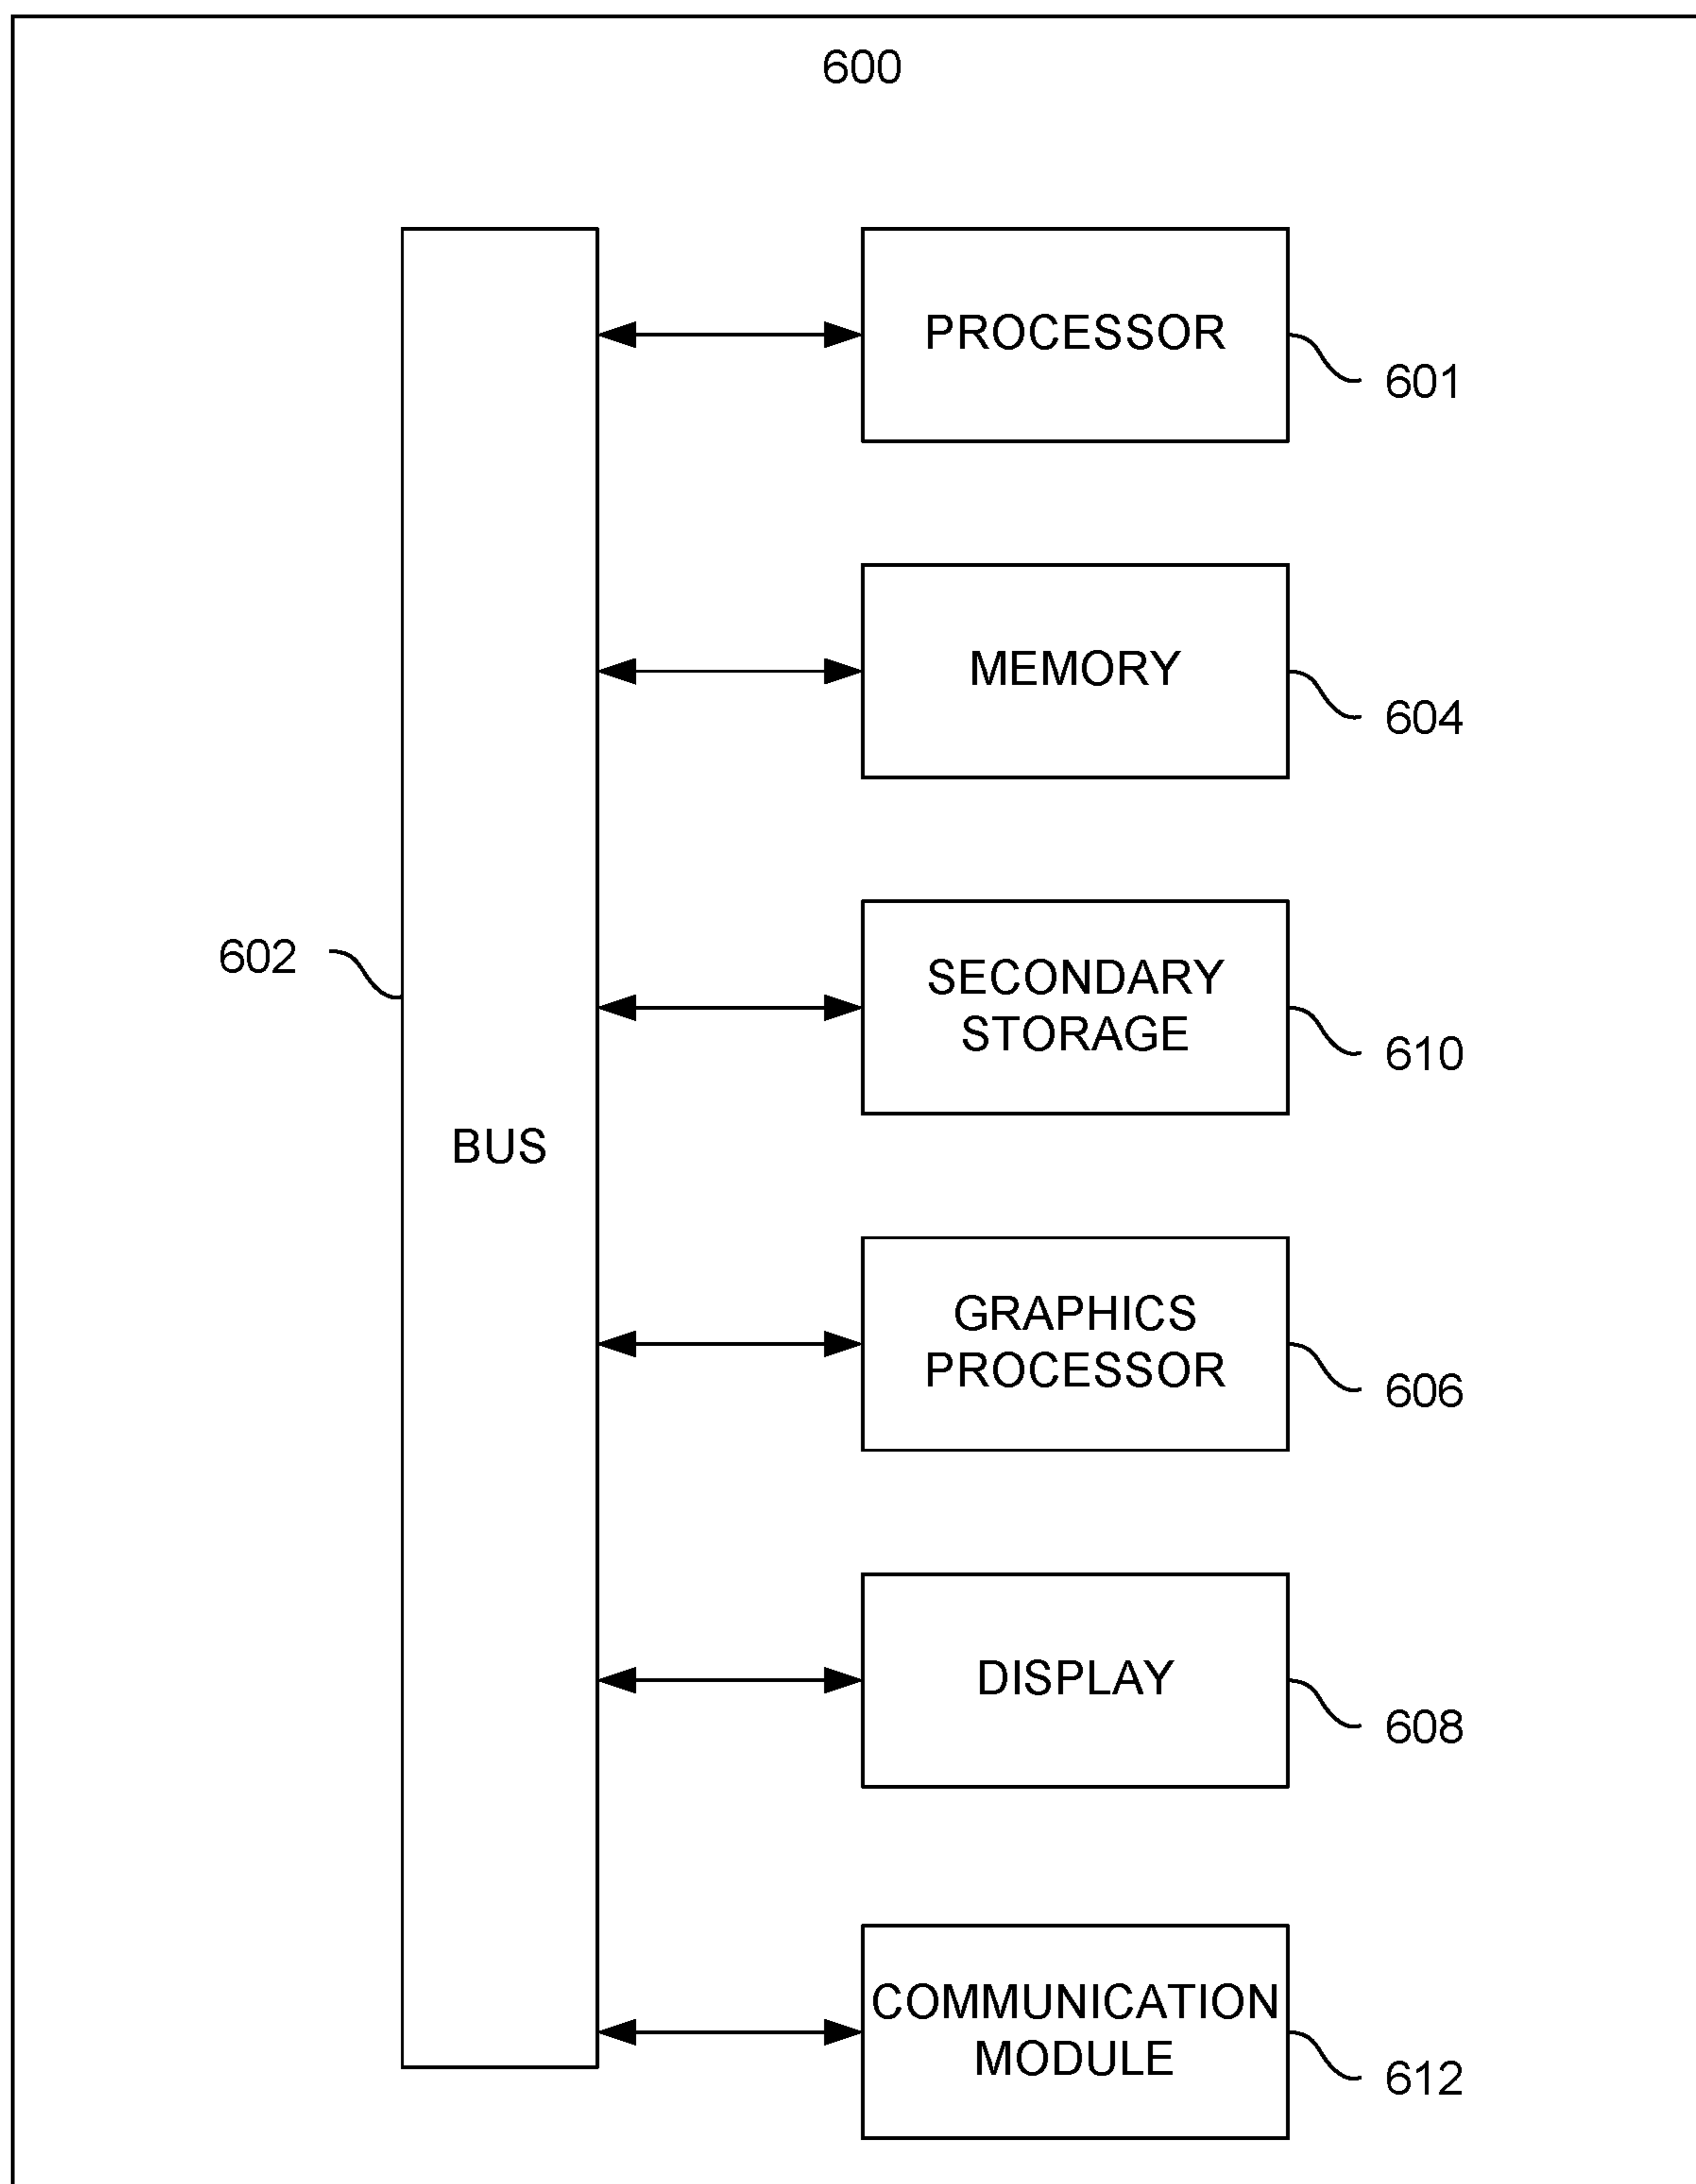 600
PROCESSOR
601
MEMORY
604
602
SECONDARY
STORAGE
610
BUS
GRAPHICS
PROCESSOR
606
DISPLAY
608
COMMUNICATION
MODULE
612